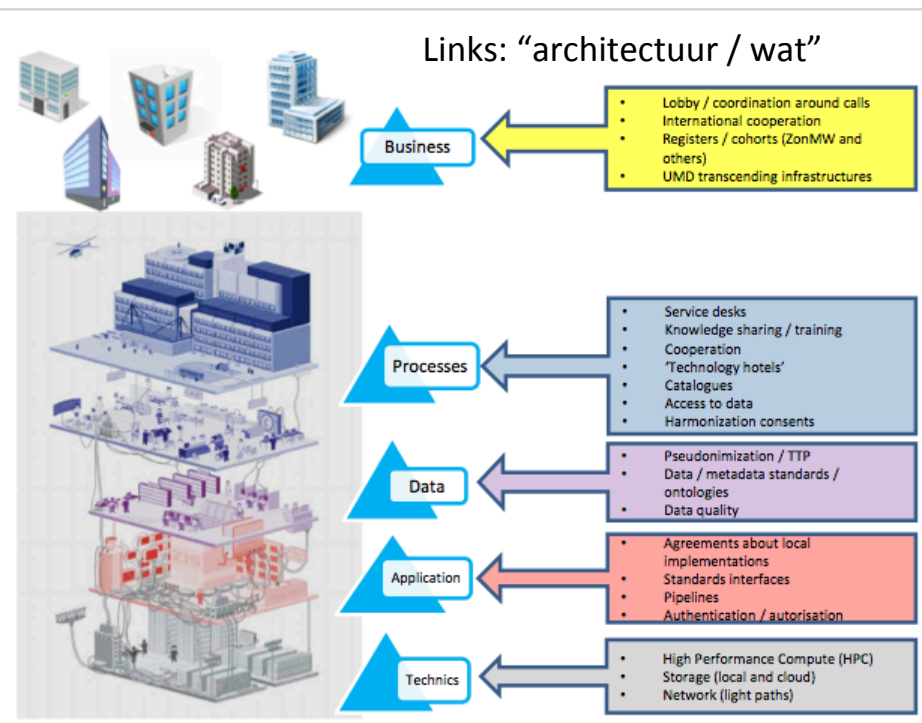 Links: “architectuur / wat”
Business
• Lobby / coordination around calls
• International cooperation
• Registers / cohorts (ZonMW and
others)
• UMD transcending infrastructures
Processes
• Service desks
• Knowledge sharing / training
• Cooperation
• 'Technology hotels'
• Catalogues
• Access to data
• Harmonization consents
Data
• Pseudonimization / TTP
• Data / metadata standards /
ontologies
• Data quality
Application
• Agreements about local
implementations
• Standards interfaces
• Pipelines
• Authentication / autorisation
ZIS
Technics
• High Performance Compute (HPC)
• Storage (local and cloud)
• Network (light paths)